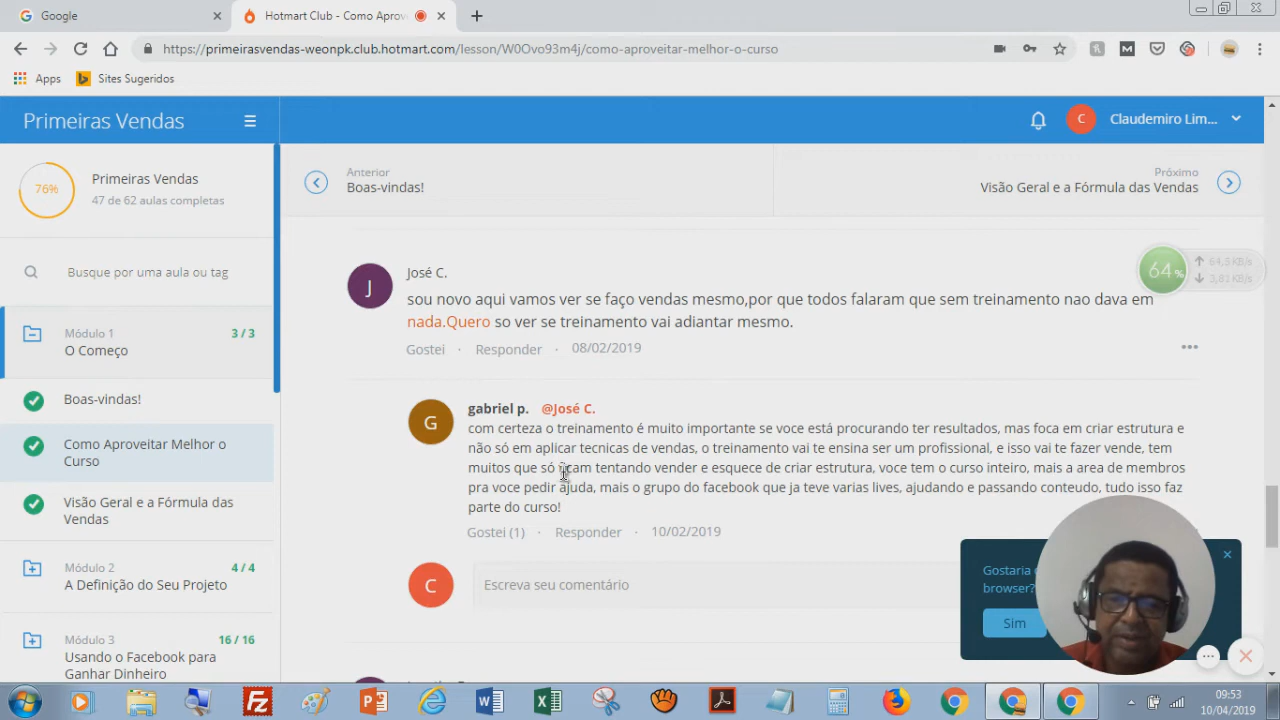 Google
Hotmart Club - Como Aprov
https://primeirasvendas-weonpk.club.hotmart.com/lesson/W0Ovo93m4j/como-aproveitar-melhor-o-curso
Apps
Sites Sugeridos
Primeiras Vendas
C
Claudemiro Lim...
76%
Primeiras Vendas
47 de 62 aulas completas
Anterior
Boas-vindas!
Próximo
Visão Geral e a Fórmula das Vendas
Busque por uma aula ou tag
Módulo 1
3 / 3
O Começo
Boas-vindas!
Como Aproveitar Melhor o
Curso
Visão Geral e a Fórmula das
Vendas
Módulo 2
4 / 4
A Definição do Seu Projeto
Módulo 3
16 / 16
Usando o Facebook para
Ganhar Dinheiro
64%
64,5 KB/s
3,81 KB/s
J
José C.
sou novo aqui vamos ver se faço vendas mesmo,por que todos falaram que sem treinamento nao dava em
nada.Quero so ver se treinamento vai adiantar mesmo.
Gostei · Responder · 08/02/2019
G
gabriel p. @José C.
com certeza o treinamento é muito importante se voce está procurando ter resultados, mas foca em criar estrutura e
não só em aplicar tecnicas de vendas, o treinamento vai te ensina ser um profissional, e isso vai te fazer vende, tem
muitos que só ficam tentando vender e esquece de criar estrutura, voce tem o curso inteiro, mais a area de membros
pra voce pedir ajuda, mais o grupo do facebook que ja teve varias lives, ajudando e passando conteudo, tudo isso faz
parte do curso!
Gostei (1) · Responder · 10/02/2019
C
Escreva seu comentário
Gostaria
browser?
Sim
09:53
10/04/2019